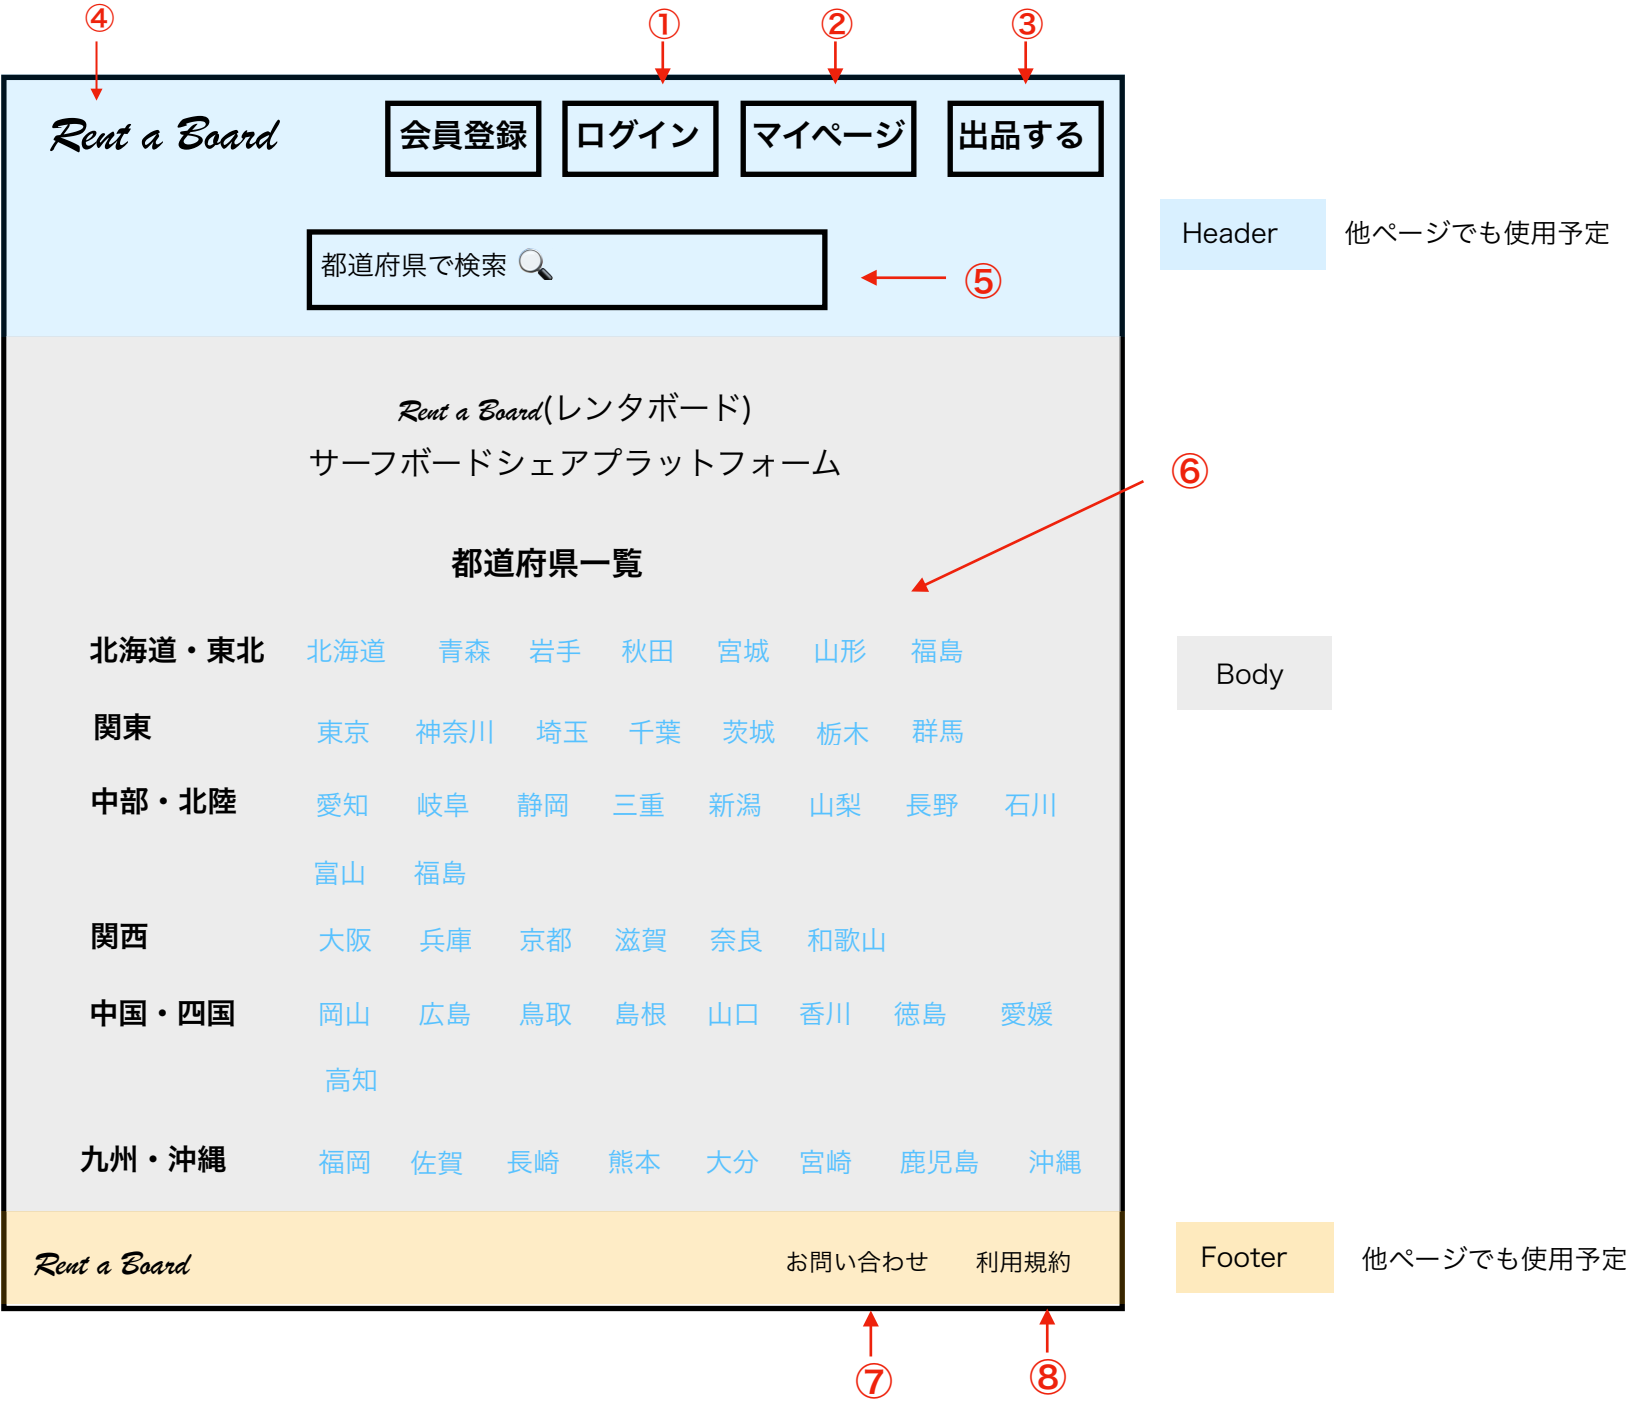 ④ ① ② ③
Rent a Board 会員登録 ログイン マイページ 出品する
Header 他ページでも使用予定
都道府県で検索 ⑤
Rent a Board(レンタボード)
サーフボードシェアプラットフォーム
⑥
都道府県一覧
北海道・東北 北海道 青森 岩手 秋田 宮城 山形 福島
Body
関東 東京 神奈川 埼玉 千葉 茨城 栃木 群馬
中部・北陸 愛知 岐阜 静岡 三重 新潟 山梨 長野 石川
富山 福島
関西 大阪 兵庫 京都 滋賀 奈良 和歌山
中国・四国 岡山 広島 鳥取 島根 山口 香川 徳島 愛媛
高知
九州・沖縄 福岡 佐賀 長崎 熊本 大分 宮崎 鹿児島 沖縄
Rent a Board お問い合わせ 利用規約
Footer 他ページでも使用予定
⑦ ⑧